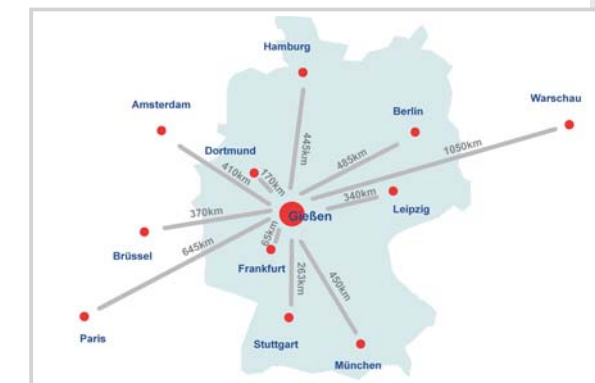 Hamburg
Amsterdam
Warschau
Berlin
Dortmund
445km
485km
1050km
410km
170km
340km
Leipzig
Gießen
370km
65km
645km
Brüssel
Frankfurt
263km
450km
Paris
Stuttgart
München